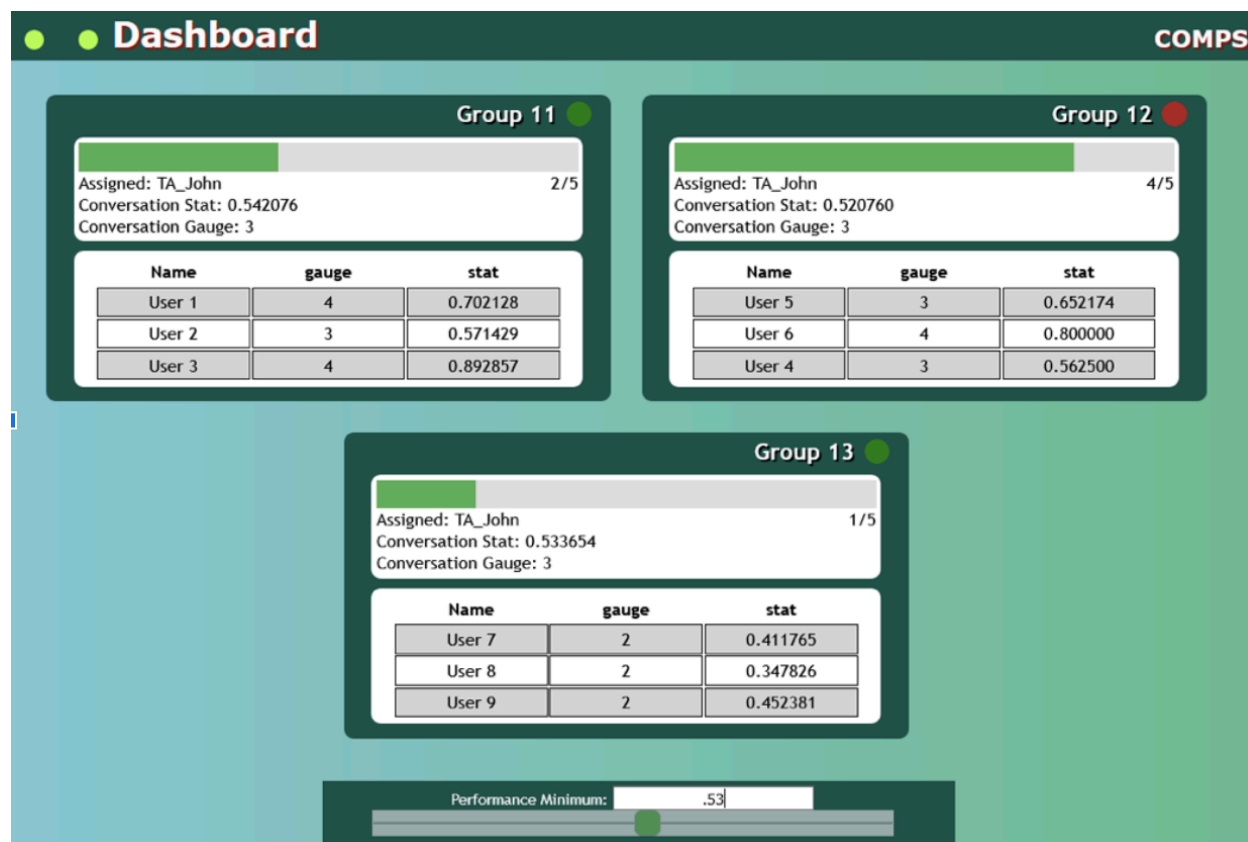 Dashboard COMPS
Group 11
Assigned: TA_John 2/5
Conversation Stat: 0.542076
Conversation Gauge: 3
Name gauge stat
User 1 4 0.702128
User 2 3 0.571429
User 3 4 0.892857
Group 12
Assigned: TA_John 4/5
Conversation Stat: 0.520760
Conversation Gauge: 3
Name gauge stat
User 5 3 0.652174
User 6 4 0.800000
User 4 3 0.562500
Group 13
Assigned: TA_John 1/5
Conversation Stat: 0.533654
Conversation Gauge: 3
Name gauge stat
User 7 2 0.411765
User 8 2 0.347826
User 9 2 0.452381
Performance Minimum: .53